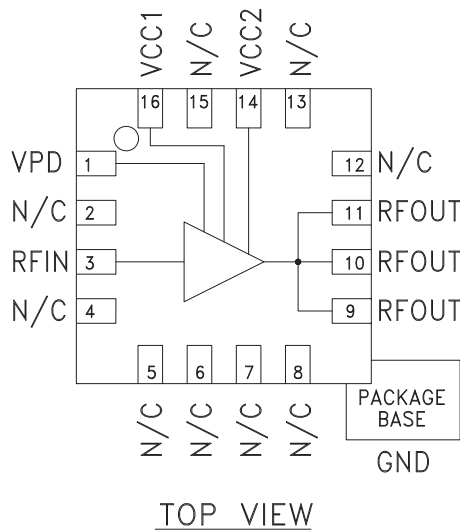 VCC1
N/C
VCC2
N/C
16
15
14
13
VPD 1
12 N/C
N/C 2
11 RFOUT
RFIN 3
10 RFOUT
N/C 4
9 RFOUT
5
6
7
8
N/C
N/C
N/C
N/C
PACKAGE
BASE
GND
TOP VIEW